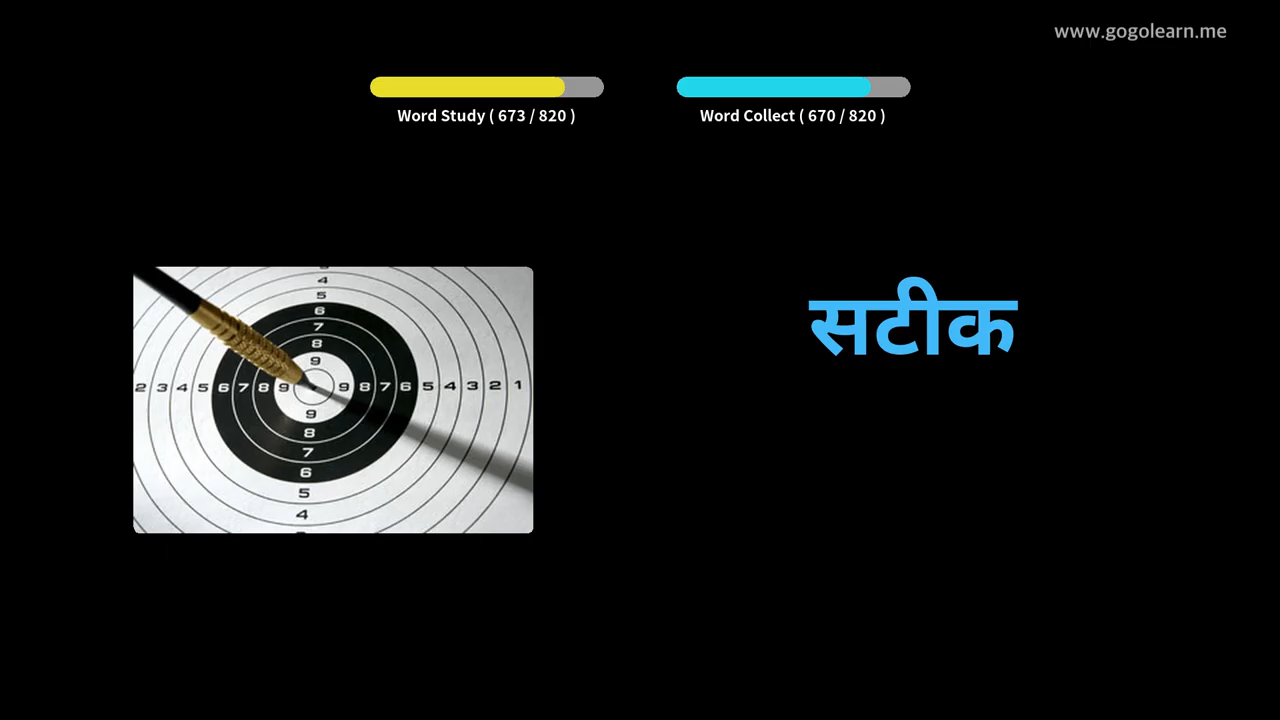 www.gogolearn.me
Word Study ( 673 / 820 )
Word Collect ( 670 / 820 )
सटीक
4
5
6
7
8
9
2 3 4 5 6 7 8 9 9 8 7 6 5 4 3 2 1
9
8
7
6
5
4